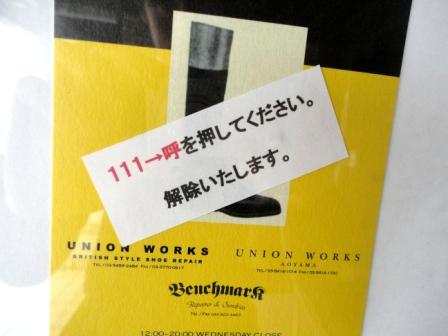 111→呼を押してください。
解除いたします。
UNION WORKS
BRITISH STYLE SHOE REPAIR
UNION WORKS
AOYAMA
Benchmark
12:00~20:00 WEDNESDAY CLOSE